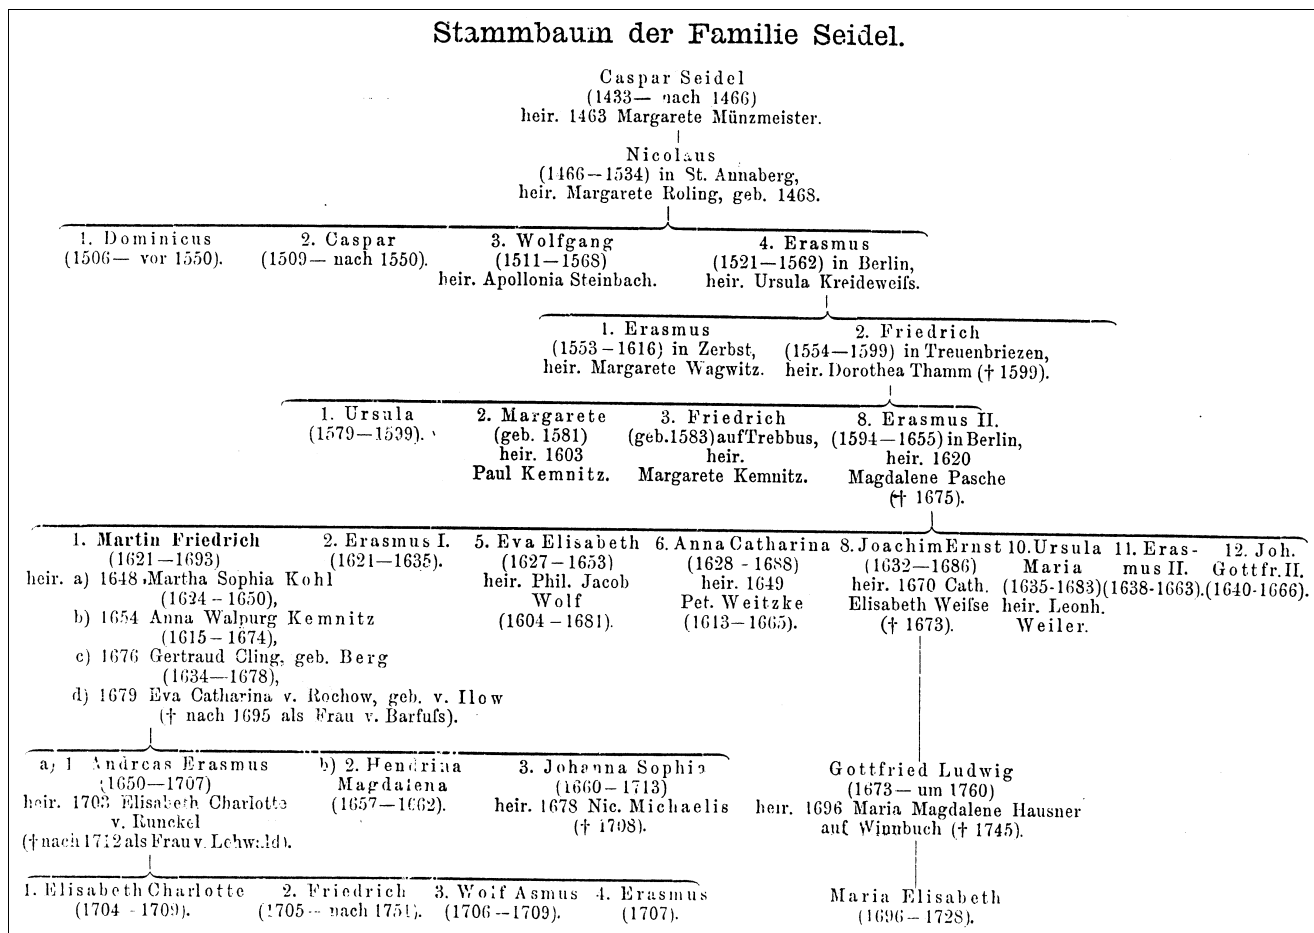 Stammbaum der Familie Seidel.
Caspar Seidel
(1433— nach 1466)
heir. 1463 Margarete Münzmeister.
Nicolaus
(1466—1534) in St. Annaberg,
heir. Margarete Roling, geb. 1468.
1. Dominicus
(1506— vor 1550).
2. Caspar
(1509— nach 1550).
3. Wolfgang
(1511—1568)
heir. Apollonia Steinbach.
4. Erasmus
(1521—1562) in Berlin,
heir. Ursula Kreideweiſs.
1. Erasmus
(1553–1616) in Zerbst,
heir. Margarete Wagwitz.
2. Friedrich
(1554—1599) in Treuenbriezen,
heir. Dorothea Thamm († 1599).
1. Ursula
(1579—1599).
2. Margarete
(geb. 1581)
heir. 1603
Paul Kemnitz.
3. Friedrich
(geb. 1583) auf Trebbus,
heir.
Margarete Kemnitz.
8. Erasmus II.
(1594—1655) in Berlin,
heir. 1620
Magdalene Pasche
(† 1675).
1. Martin Friedrich
(1621—1693)
heir. a) 1648 Martha Sophia Kohl
(1624–1650),
b) 1654 Anna Walpurg Kemnitz
(1615–1674),
c) 1676 Gertraud Cling, geb. Berg
(1634—1678),
d) 1679 Eva Catharina v. Rochow, geb. v. Ilow
(† nach 1695 als Frau v. Barfuſs).
2. Erasmus I.
(1621—1635).
5. Eva Elisabeth
(1627–1653)
heir. Phil. Jacob
Wolf
(1604–1681).
6. Anna Catharina
(1628-1688)
heir. 1649
Pet. Weitzke
(1613—1665).
8. Joachim Ernst
(1632—1686)
heir. 1670 Cath.
Elisabeth Weiſse
(† 1673).
10. Ursula
Maria
(1635-1683)
heir. Leonh.
Weiler.
11. Eras-
mus II.
(1638-1663).
12. Joh.
Gottfr. II.
(1640-1666).
a) 1 Andreas Erasmus
(1650—1707)
heir. 1703 Elisabeth Charlotte
v. Runckel
(† nach 1712 als Frau v. Lehwald).
b) 2. Hendrina
Magdalena
(1657—1662).
3. Johanna Sophie
(1660–1713)
heir. 1678 Nic. Michaelis
(† 1708).
Gottfried Ludwig
(1673— um 1760)
heir. 1696 Maria Magdalene Hausner
auf Winnbuch († 1745).
1. Elisabeth Charlotte
(1704-1709).
2. Friedrich
(1705— nach 1751).
3. Wolf Asmus
(1706—1709).
4. Erasmus
(1707).
Maria Elisabeth
(1696–1728).